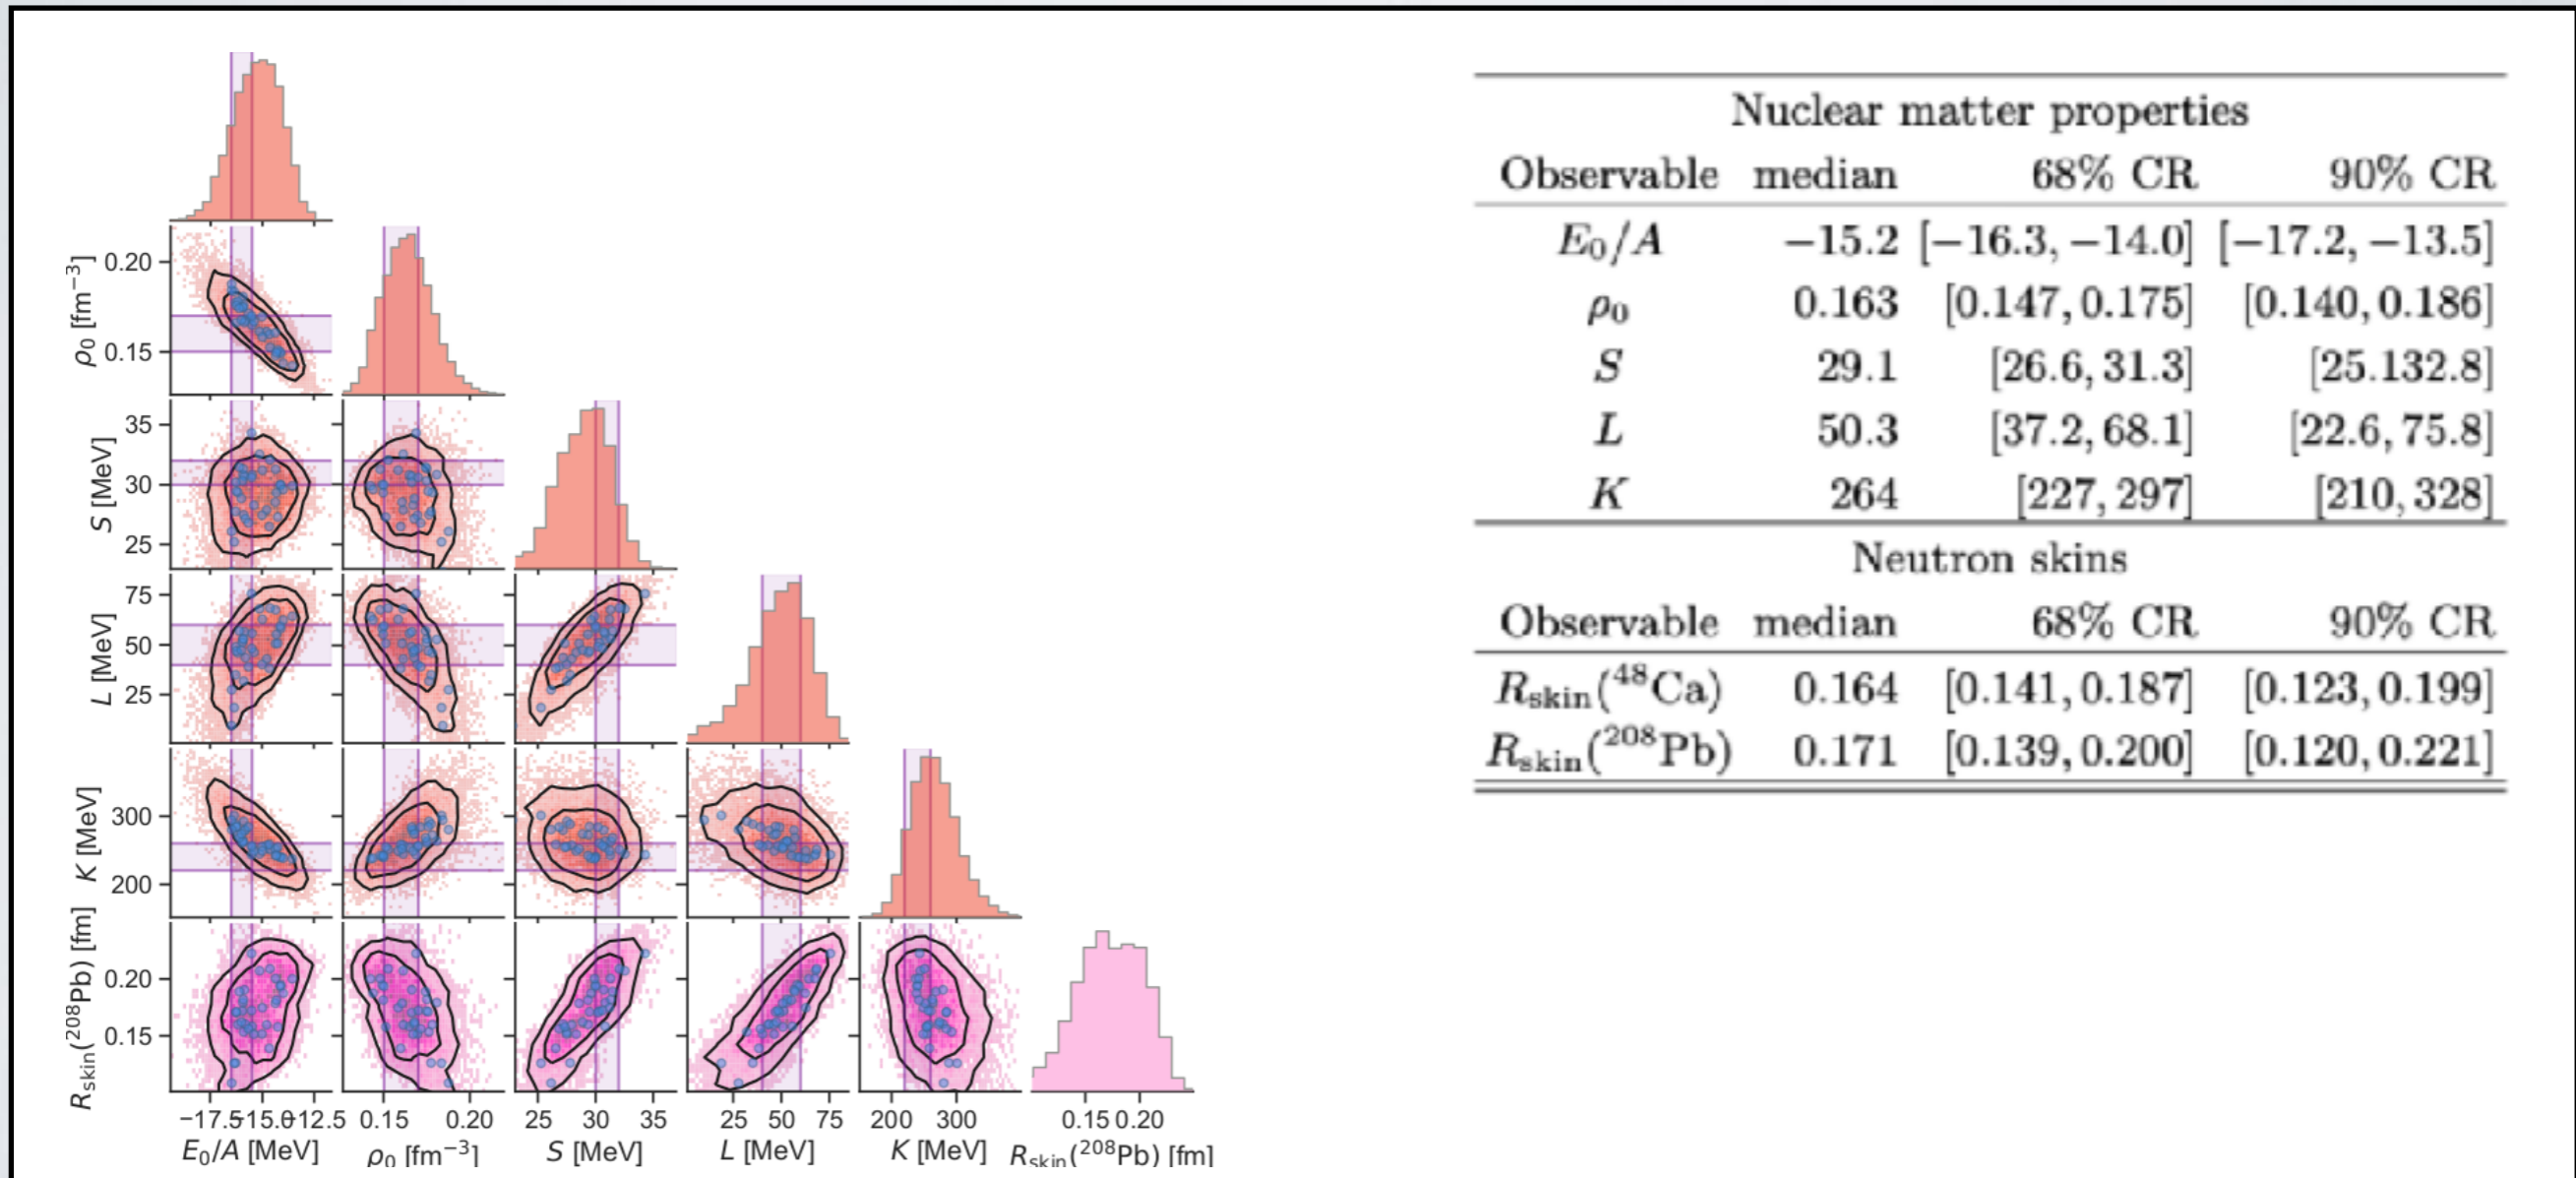 0.20
0.15
ρ₀ [fm⁻³]
35
30
25
S [MeV]
75
50
25
L [MeV]
300
200
K [MeV]
0.20
0.15
R_skin(²⁰⁸Pb) [fm]
−17.5 −15.0 −12.5 0.15 0.20 25 30 35 25 50 75 200 300 0.15 0.20
E₀/A [MeV] ρ₀ [fm⁻³] S [MeV] L [MeV] K [MeV] R_skin(²⁰⁸Pb) [fm]
Nuclear matter properties
Observable median 68% CR 90% CR
E₀/A −15.2 [−16.3, −14.0] [−17.2, −13.5]
ρ₀ 0.163 [0.147, 0.175] [0.140, 0.186]
S 29.1 [26.6, 31.3] [25.132.8]
L 50.3 [37.2, 68.1] [22.6, 75.8]
K 264 [227, 297] [210, 328]
Neutron skins
Observable median 68% CR 90% CR
R_skin(⁴⁸Ca) 0.164 [0.141, 0.187] [0.123, 0.199]
R_skin(²⁰⁸Pb) 0.171 [0.139, 0.200] [0.120, 0.221]